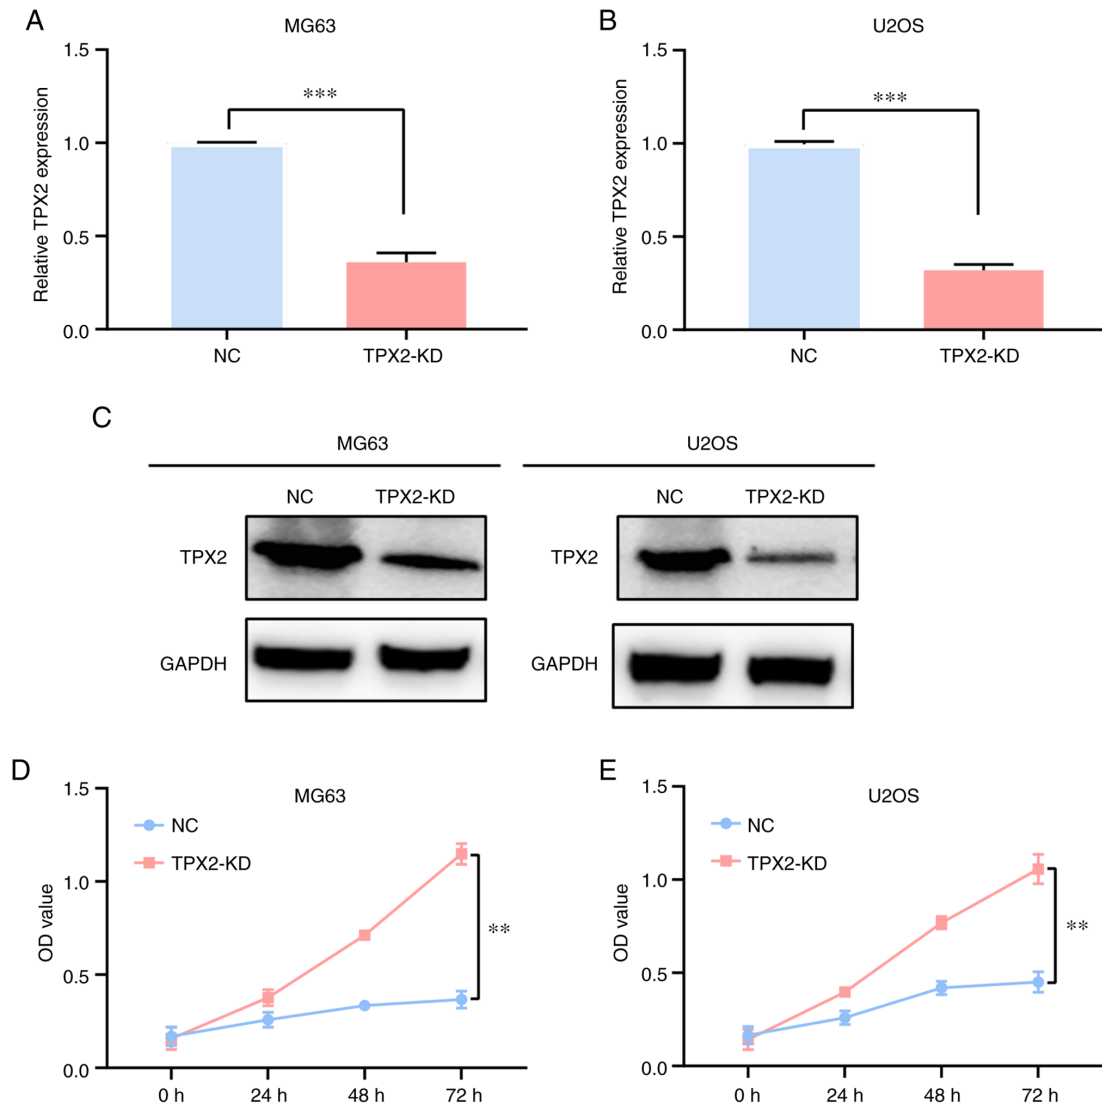 A
MG63
Relative TPX2 expression
1.5
1.0
0.5
0.0
***
NC
TPX2-KD
B
U2OS
Relative TPX2 expression
1.5
1.0
0.5
0.0
***
NC
TPX2-KD
C
MG63
U2OS
NC
TPX2-KD
NC
TPX2-KD
TPX2
TPX2
GAPDH
GAPDH
D
MG63
OD value
1.5
1.0
0.5
0.0
NC
TPX2-KD
**
0 h
24 h
48 h
72 h
E
U2OS
OD value
1.5
1.0
0.5
0.0
NC
TPX2-KD
**
0 h
24 h
48 h
72 h